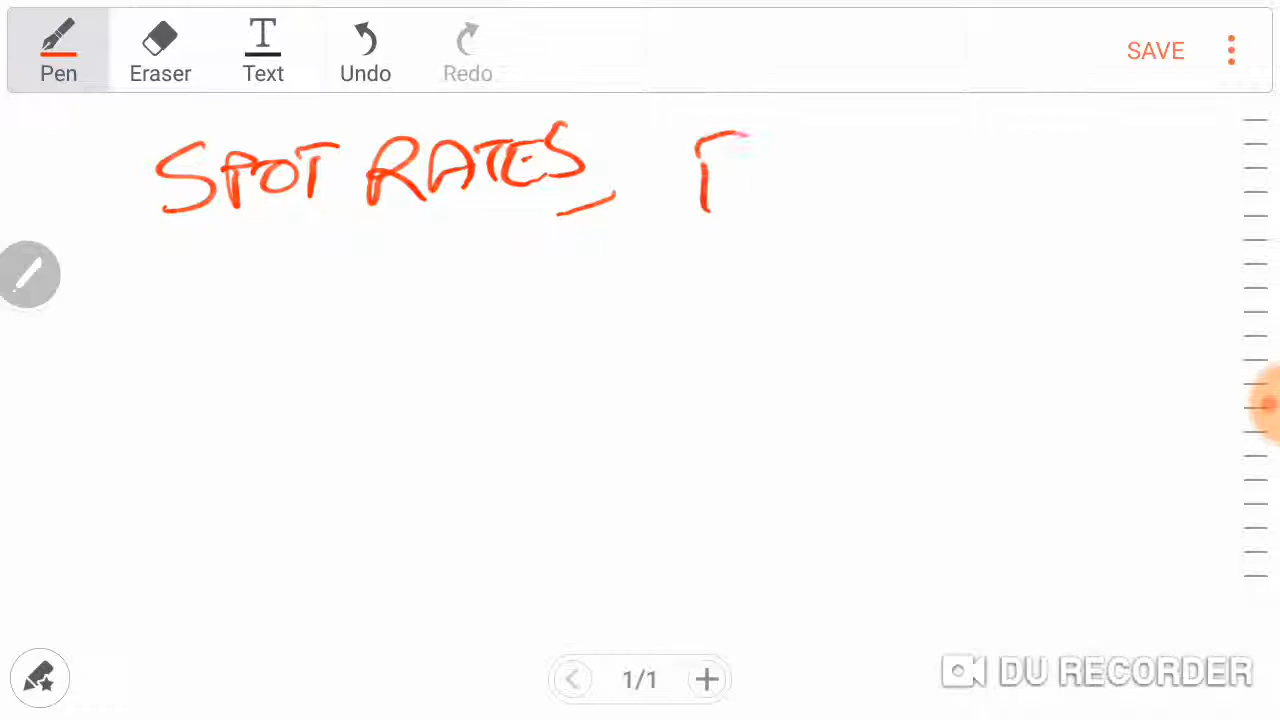 Pen Eraser Text Undo Redo SAVE
SPOT RATES,
1/1
DU RECORDER